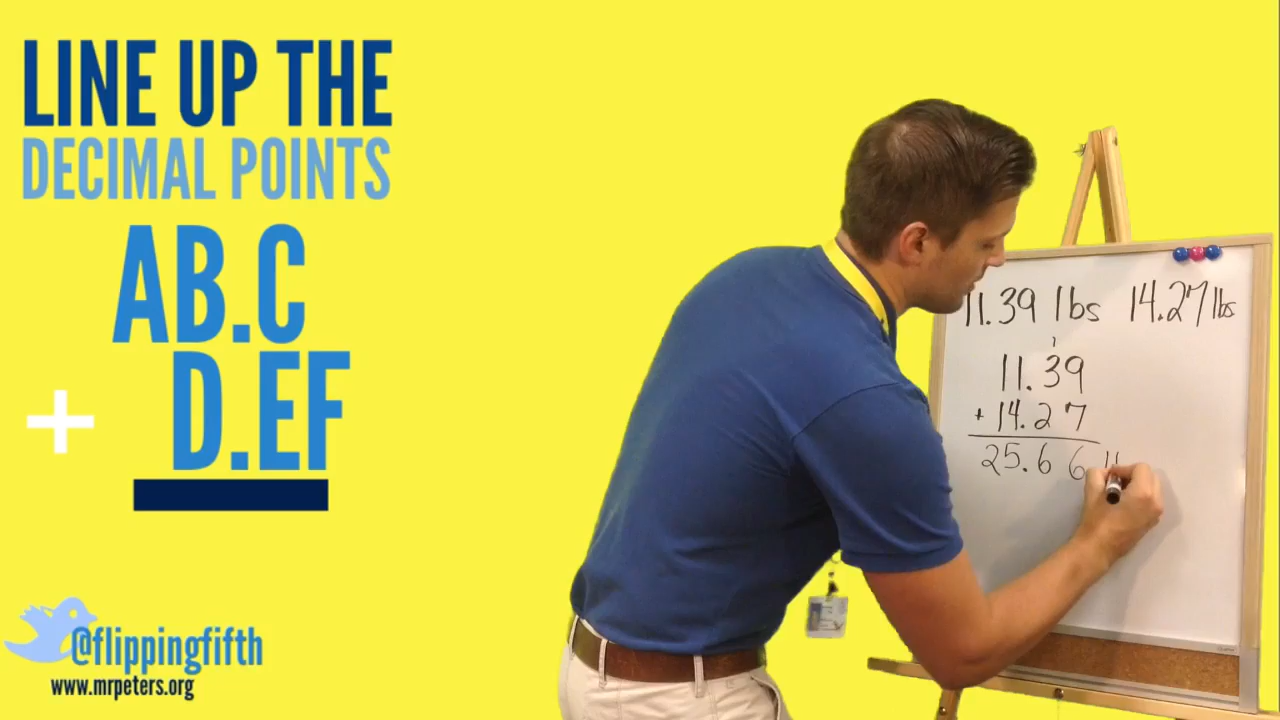 LINE UP THE
DECIMAL POINTS
AB.C
+ D.EF
@flippingfifth
www.mrpeters.org
11.39 lbs 14.27 lbs
1
11.39
+ 14.27
25.66